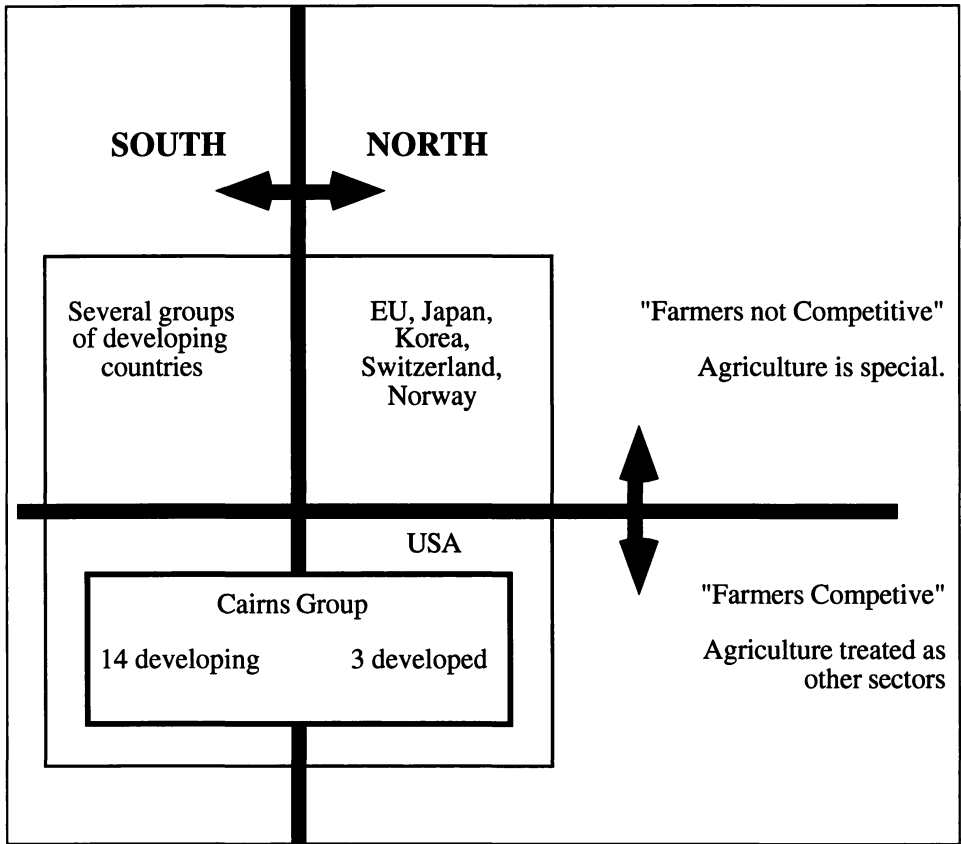 SOUTH
NORTH
Several groups
of developing
countries
EU, Japan,
Korea,
Switzerland,
Norway
"Farmers not Competitive"
Agriculture is special.
USA
Cairns Group
14 developing
3 developed
"Farmers Competive"
Agriculture treated as
other sectors